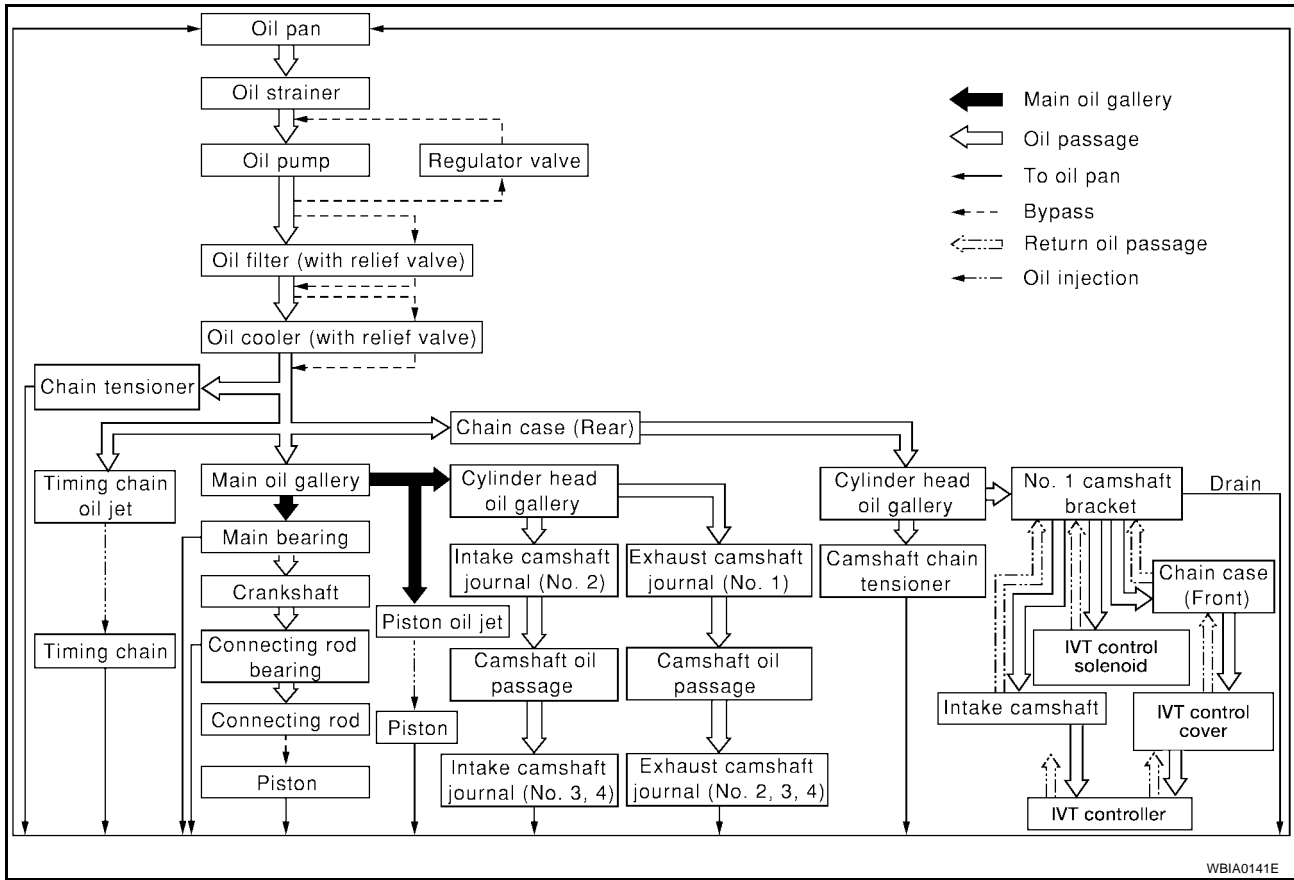 Oil pan
Oil strainer
Oil pump
Regulator valve
Oil filter (with relief valve)
Oil cooler (with relief valve)
Main oil gallery
Oil passage
To oil pan
Bypass
Return oil passage
Oil injection
Chain tensioner
Chain case (Rear)
Timing chain
oil jet
Main oil gallery
Cylinder head
oil gallery
Cylinder head
oil gallery
No. 1 camshaft
bracket
Drain
Main bearing
Intake camshaft
journal (No. 2)
Exhaust camshaft
journal (No. 1)
Camshaft chain
tensioner
Chain case
(Front)
Crankshaft
Piston oil jet
Timing chain
Connecting rod
bearing
Camshaft oil
passage
Camshaft oil
passage
IVT control
solenoid
Intake camshaft
IVT control
cover
Connecting rod
Piston
Piston
Intake camshaft
journal (No. 3, 4)
Exhaust camshaft
journal (No. 2, 3, 4)
IVT controller
WBIA0141E